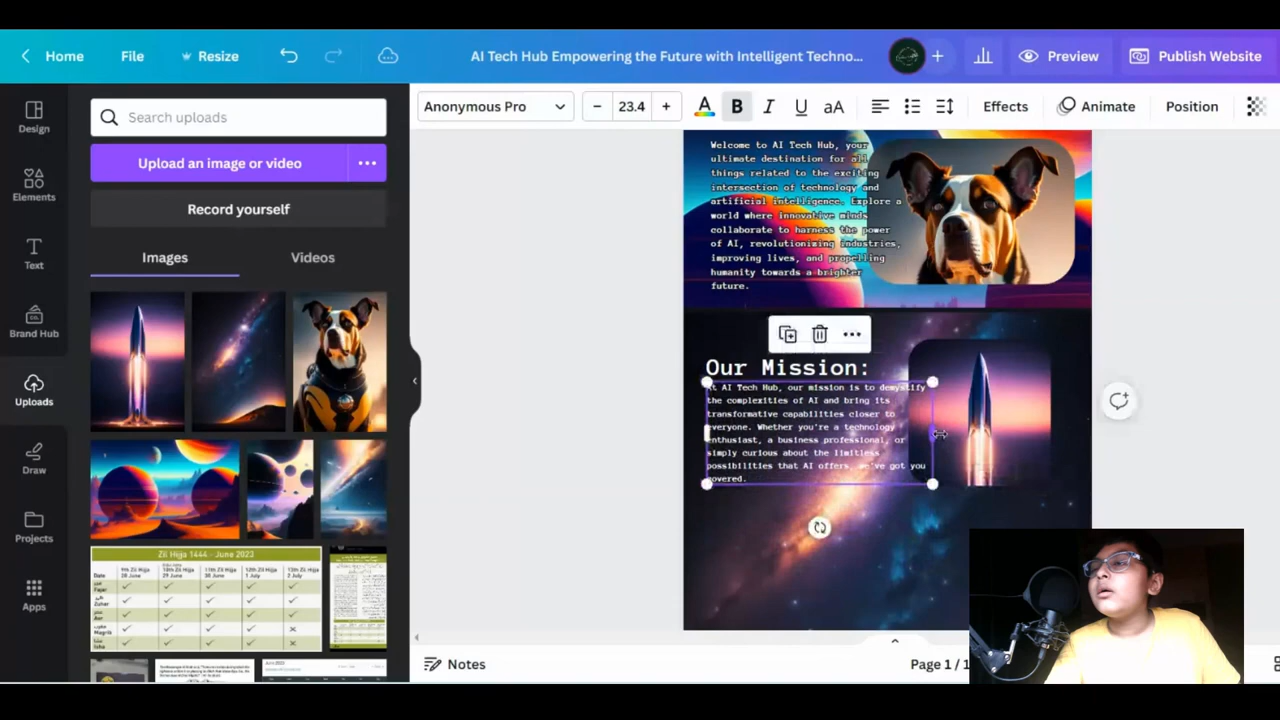 Home
File
Resize
AI Tech Hub Empowering the Future with Intelligent Techno...
Preview
Publish Website
Anonymous Pro
23.4
A
B
I
U
aA
Effects
Animate
Position
Design
Elements
Text
Brand Hub
Uploads
Draw
Projects
Apps
Search uploads
Upload an image or video
Record yourself
Images
Videos
Zil Hijja 1444 - June 2023
Welcome to AI Tech Hub, your
ultimate destination for all
things related to the exciting
intersection of technology and
artificial intelligence. Explore a
world where innovative minds
collaborate to harness the power
of AI, revolutionizing industries,
improving lives, and propelling
humanity towards a brighter
future.
Our Mission:
At AI Tech Hub, our mission is to demystify
the complexities of AI and bring its
transformative capabilities closer to
everyone. Whether you're a technology
enthusiast, a business professional, or
simply curious about the limitless
possibilities that AI offers, we've got you
covered.
Notes
Page 1 / 1